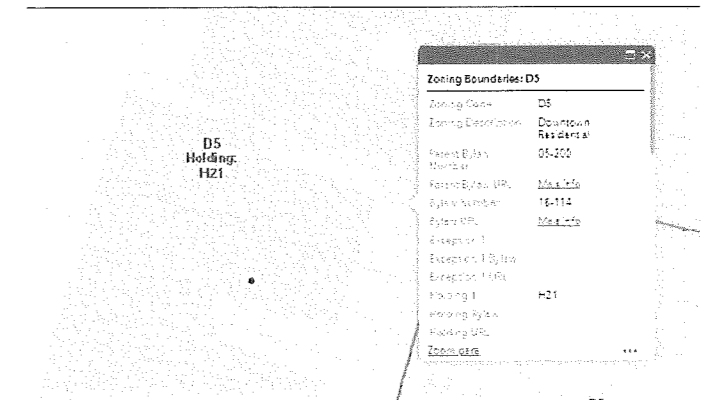 D5
Holding:
H21
Zoning Boundaries: D5
Zoning Code D5
Zoning Description Downtown
Residential
Parent Bylaw 05-200
Number
Parent Bylaw URL More info
Bylaw Number 16-114
Bylaw URL More info
Exception 1
Exception 1 Bylaw
Exception 1 URL
Holding 1 H21
Holding Bylaw
Holding URL
Zoom here